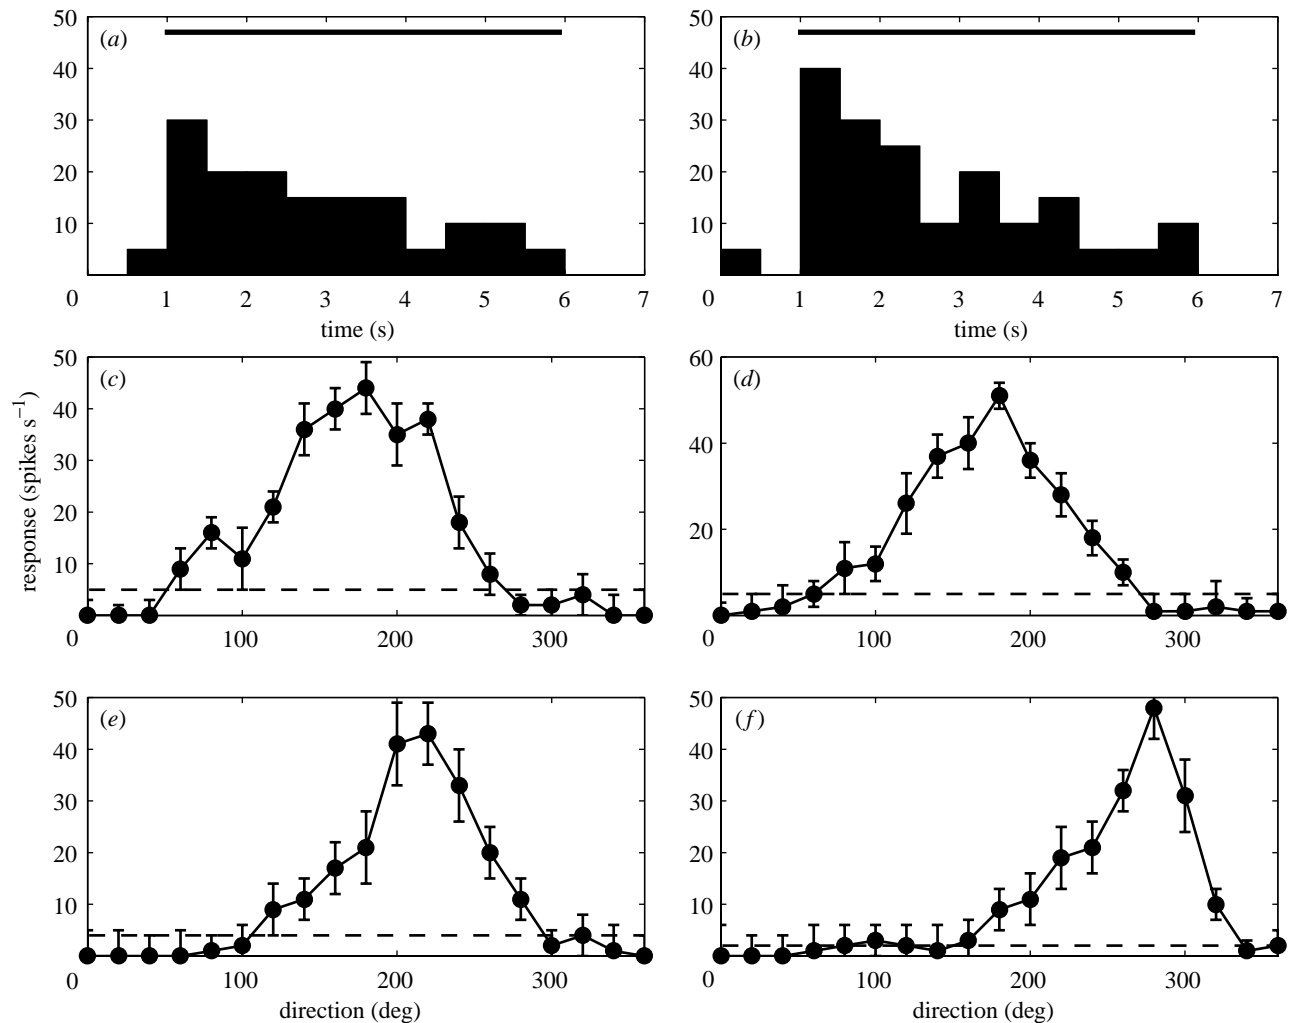 50 (a) 50 (b)
40 40
30 30
20 20
10 10
0 1 2 3 4 5 6 7 0 1 2 3 4 5 6 7
time (s) time (s)
50 (c) 60 (d)
40 40
30
20 20
10
0 100 200 300 0 100 200 300
response (spikes s−1)
50 (e) 50 (f)
40 40
30 30
20 20
10 10
0 100 200 300 0 100 200 300
direction (deg) direction (deg)